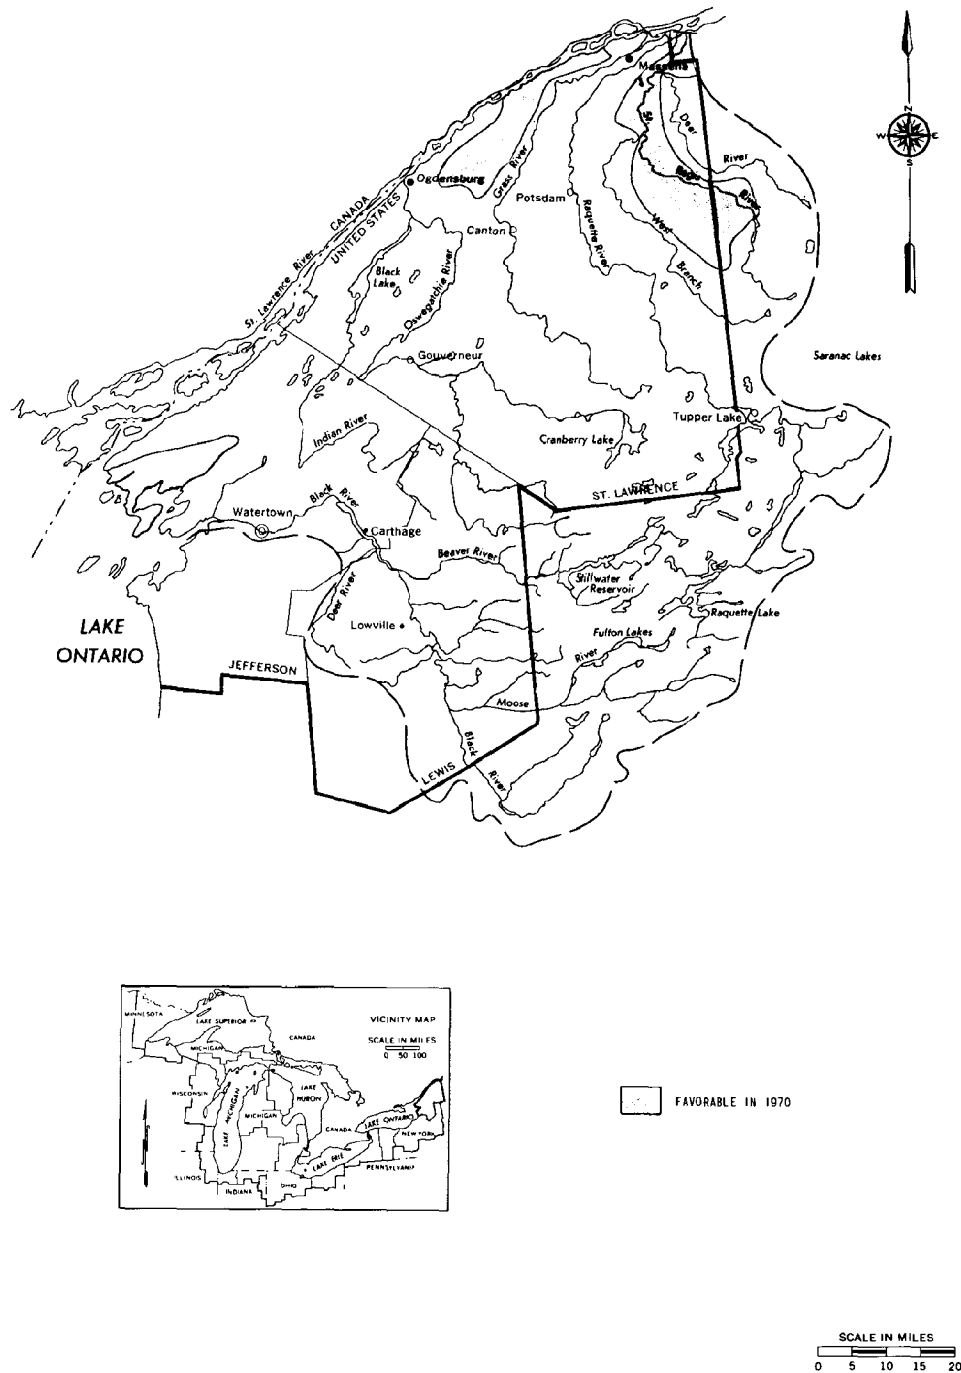 Massena
N
W E
S
St.
Deer
River
Regis
River
Ogdensburg
Grass River
Potsdam
Raquette River
West
Branch
CANADA
UNITED STATES
St. Lawrence River
Canton
Black
Lake
Oswegatchie River
Gouverneur
Saranac Lakes
Tupper Lake
Cranberry Lake
Indian River
ST. LAWRENCE
Black
River
Watertown
Carthage
Beaver River
Stillwater
Reservoir
Deer River
Raquette Lake
Lowville
Fulton Lakes
LAKE
ONTARIO
River
JEFFERSON
Moose
Black
River
LEWIS
VICINITY MAP
SCALE IN MILES
0 50 100
MINNESOTA
LAKE SUPERIOR
CANADA
MICHIGAN
WISCONSIN
LAKE MICHIGAN
LAKE
HURON
MICHIGAN
CANADA
LAKE ONTARIO
NEW YORK
LAKE ERIE
PENNSYLVANIA
ILLINOIS
INDIANA
OHIO
FAVORABLE IN 1970
SCALE IN MILES
0 5 10 15 20